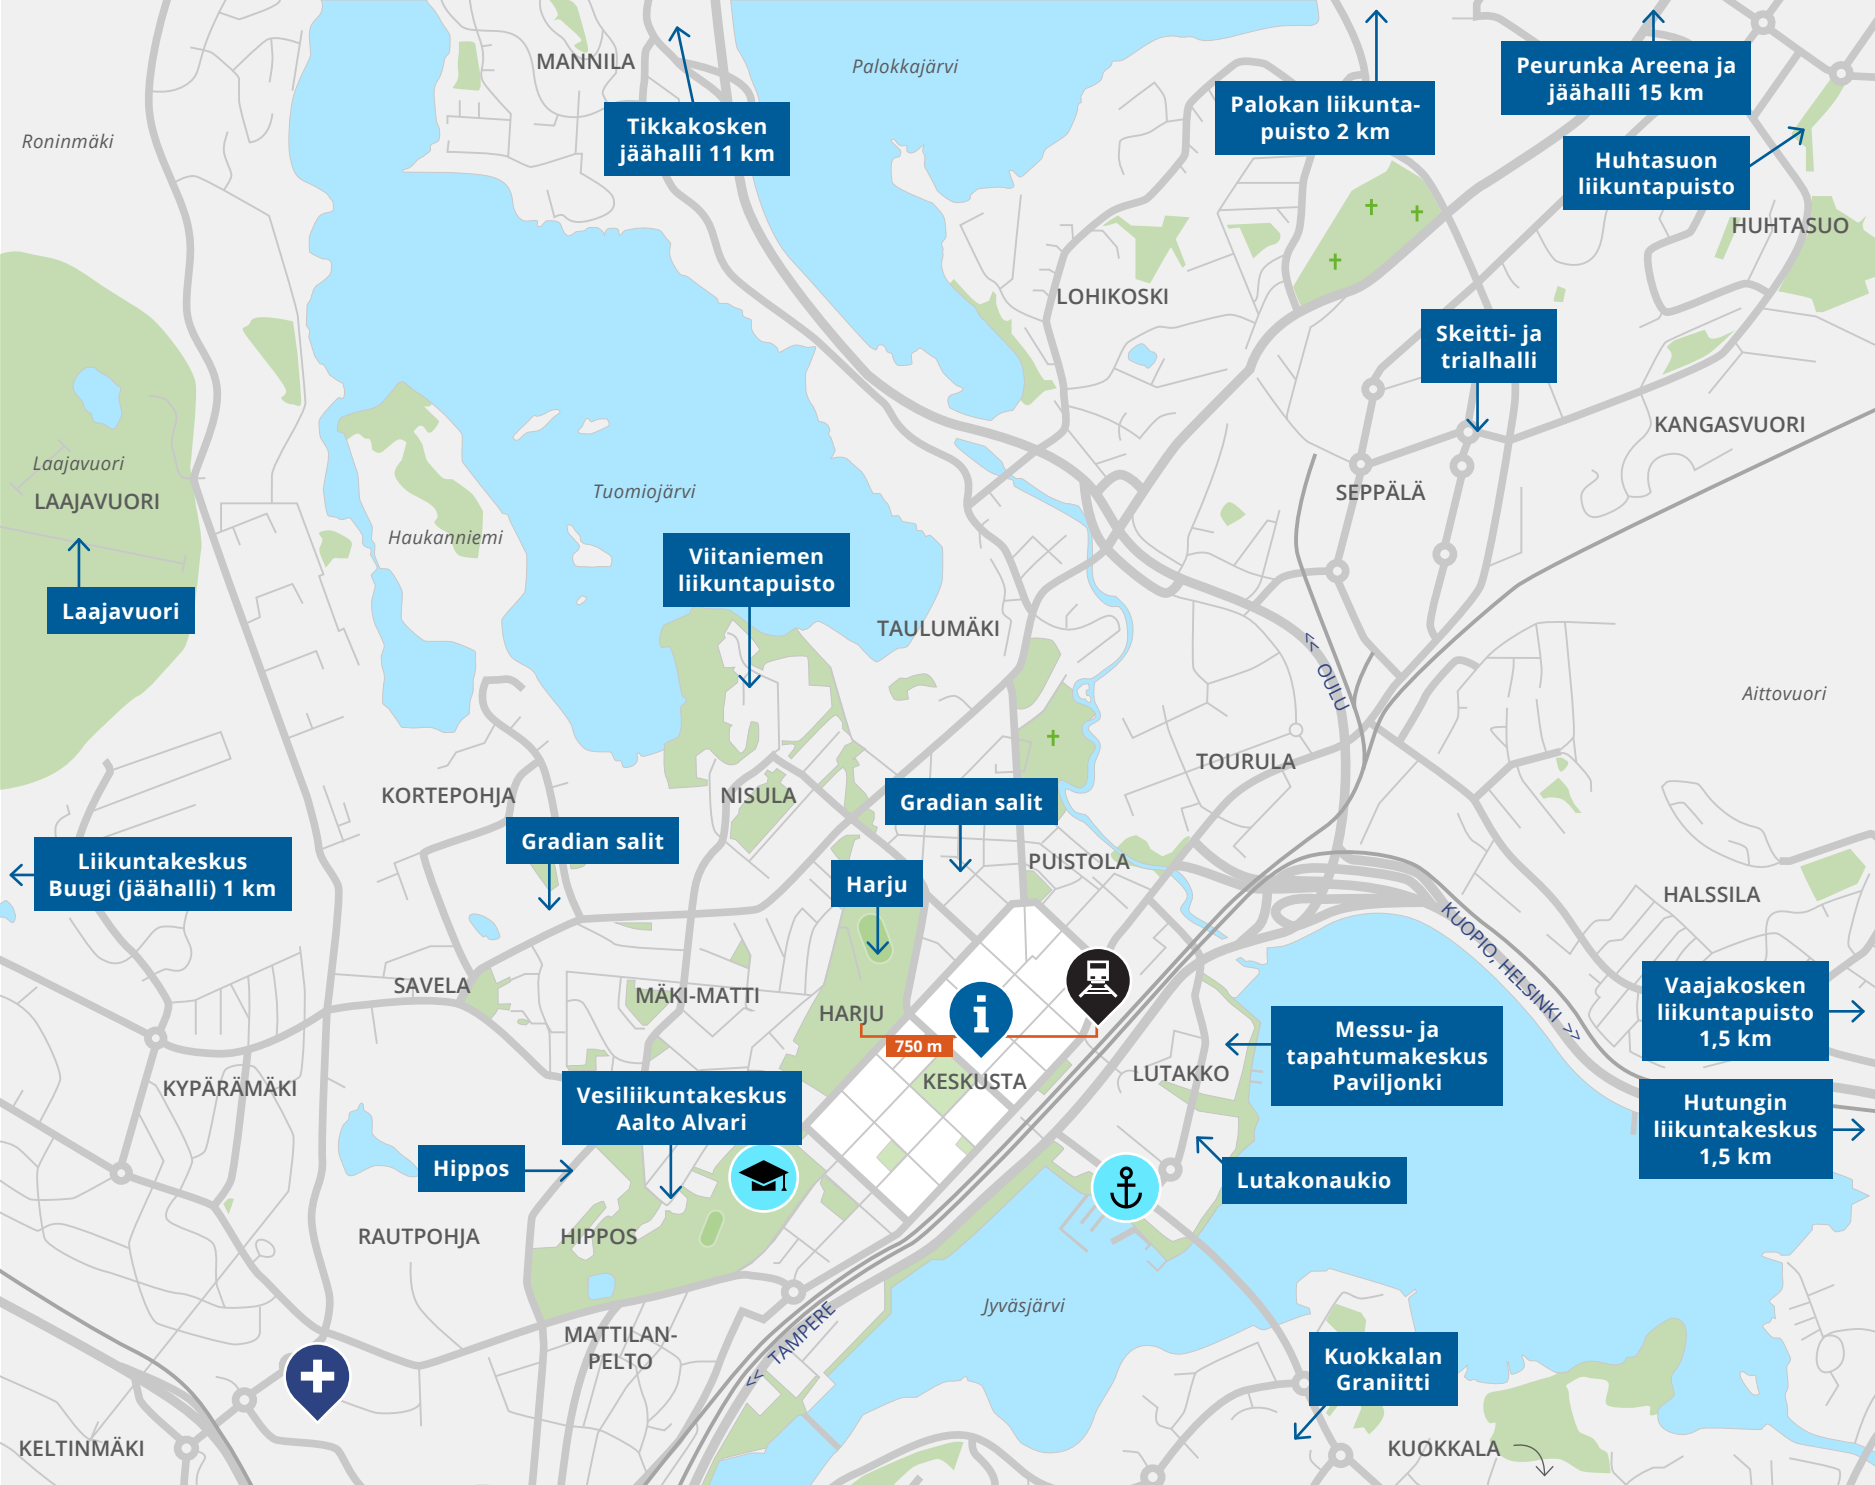 MANNILA
Palokkajärvi
Peurunka Areena ja
jäähalli 15 km
Palokan liikunta-
puisto 2 km
Roninmäki
Tikkakosken
jäähalli 11 km
Huhtasuon
liikuntapuisto
HUHTASUO
LOHIKOSKI
Skeitti- ja
trialhalli
KANGASVUORI
Laajavuori
LAAJAVUORI
Tuomiojärvi
SEPPÄLÄ
Haukanniemi
Viitaniemen
liikuntapuisto
Laajavuori
TAULUMÄKI
<< OULU
Aittovuori
TOURULA
KORTEPOHJA
NISULA
Gradian salit
Gradian salit
PUISTOLA
Liikuntakeskus
Buugi (jäähalli) 1 km
Harju
HALSSILA
KUOPIO, HELSINKI >>
SAVELA
MÄKI-MATTI
HARJU
Vaajakosken
liikuntapuisto
1,5 km
Messu- ja
tapahtumakeskus
Paviljonki
750 m
KESKUSTA
LUTAKKO
KYPÄRÄMÄKI
Vesiliikuntakeskus
Aalto Alvari
Hutungin
liikuntakeskus
1,5 km
Hippos
Lutakonaukio
RAUTPOHJA
HIPPOS
Jyväsjärvi
MATTILAN-
PELTO
<< TAMPERE
Kuokkalan
Graniitti
KELTINMÄKI
KUOKKALA